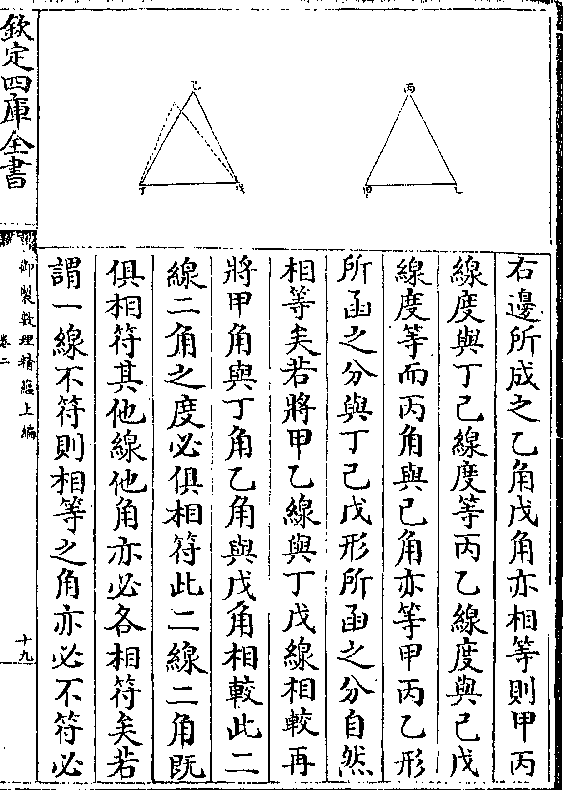 右邊所成之乙角戊角亦相等則甲丙
線度與丁己線度等丙乙線度與己戊
線度等而丙角與己角亦等甲丙乙形
所函之分與丁己戊形所函之分自然
相等矣若將甲乙線與丁戊線相較再
將甲角與丁角乙角與戊角相較此二
線二角之度必俱相符此二線二角既
俱相符其他線他角亦必各相符矣若
謂一線不符則相等之角亦必不符必
丙
甲
乙
己
丁
戊
欽定四庫全書
御製數理精蘊上編
卷二
十九